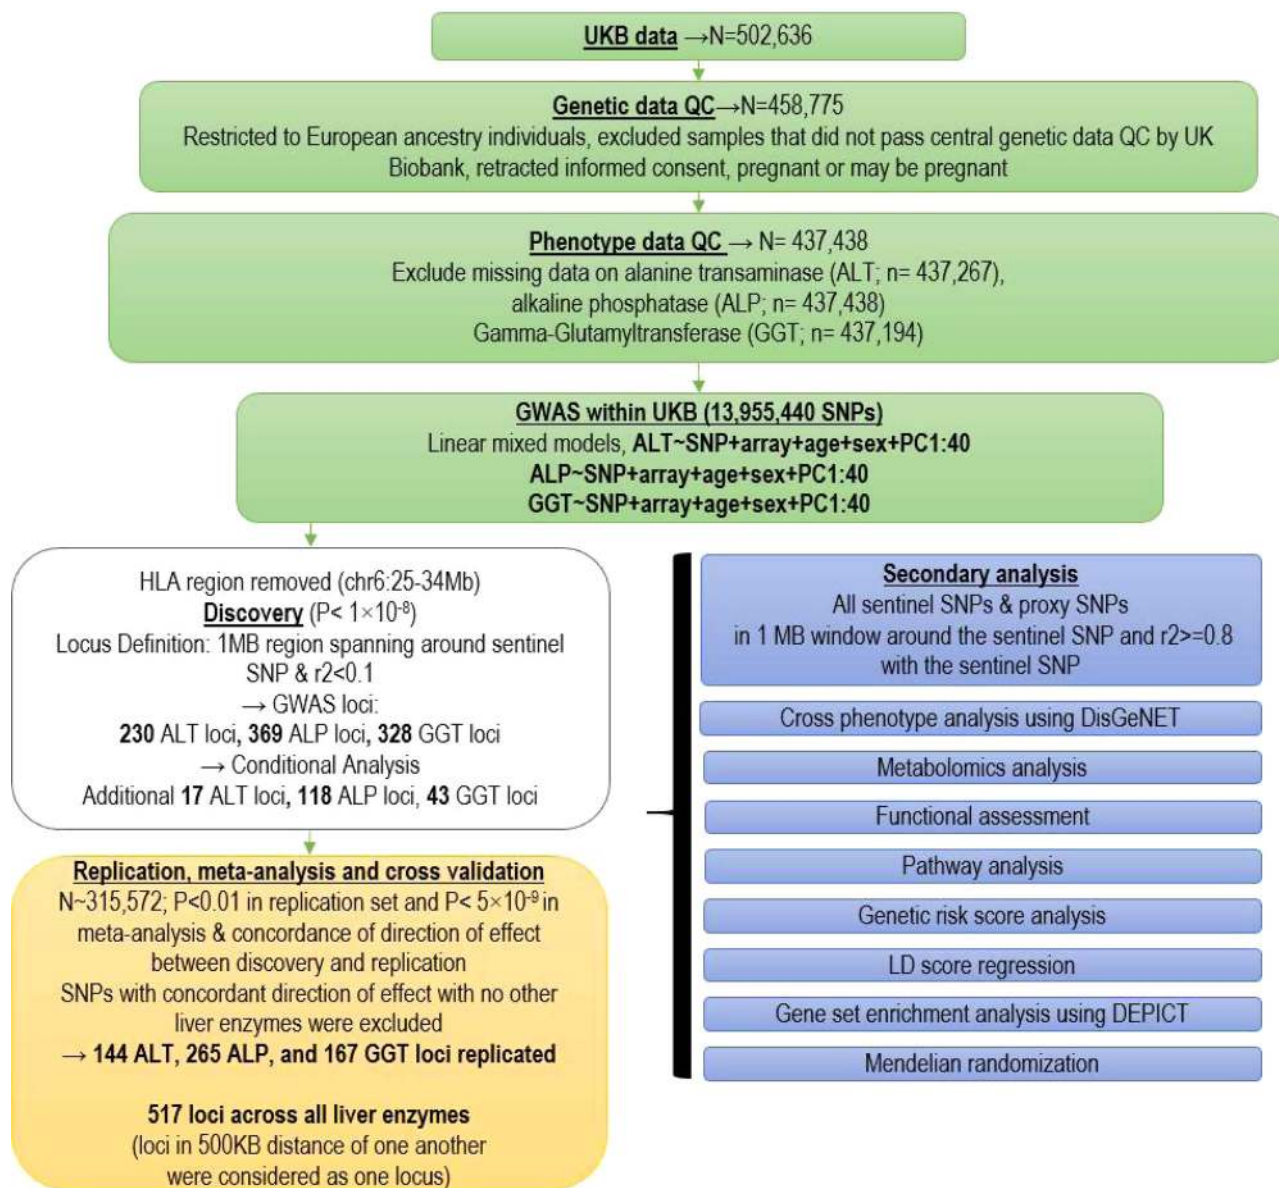 UKB data →N=502,636
Genetic data QC→N=458,775
Restricted to European ancestry individuals, excluded samples that did not pass central genetic data QC by UK
Biobank, retracted informed consent, pregnant or may be pregnant
Phenotype data QC → N= 437,438
Exclude missing data on alanine transaminase (ALT; n= 437,267),
alkaline phosphatase (ALP; n= 437,438)
Gamma-Glutamyltransferase (GGT; n= 437,194)
GWAS within UKB (13,955,440 SNPs)
Linear mixed models, ALT~SNP+array+age+sex+PC1:40
ALP~SNP+array+age+sex+PC1:40
GGT~SNP+array+age+sex+PC1:40
HLA region removed (chr6:25-34Mb)
Discovery (P< 1×10⁻⁸)
Locus Definition: 1MB region spanning around sentinel
SNP & r2<0.1
→ GWAS loci:
230 ALT loci, 369 ALP loci, 328 GGT loci
→ Conditional Analysis
Additional 17 ALT loci, 118 ALP loci, 43 GGT loci
Replication, meta-analysis and cross validation
N~315,572; P<0.01 in replication set and P< 5×10⁻⁹ in
meta-analysis & concordance of direction of effect
between discovery and replication
SNPs with concordant direction of effect with no other
liver enzymes were excluded
→ 144 ALT, 265 ALP, and 167 GGT loci replicated
517 loci across all liver enzymes
(loci in 500KB distance of one another
were considered as one locus)
Secondary analysis
All sentinel SNPs & proxy SNPs
in 1 MB window around the sentinel SNP and r2>=0.8
with the sentinel SNP
Cross phenotype analysis using DisGeNET
Metabolomics analysis
Functional assessment
Pathway analysis
Genetic risk score analysis
LD score regression
Gene set enrichment analysis using DEPICT
Mendelian randomization